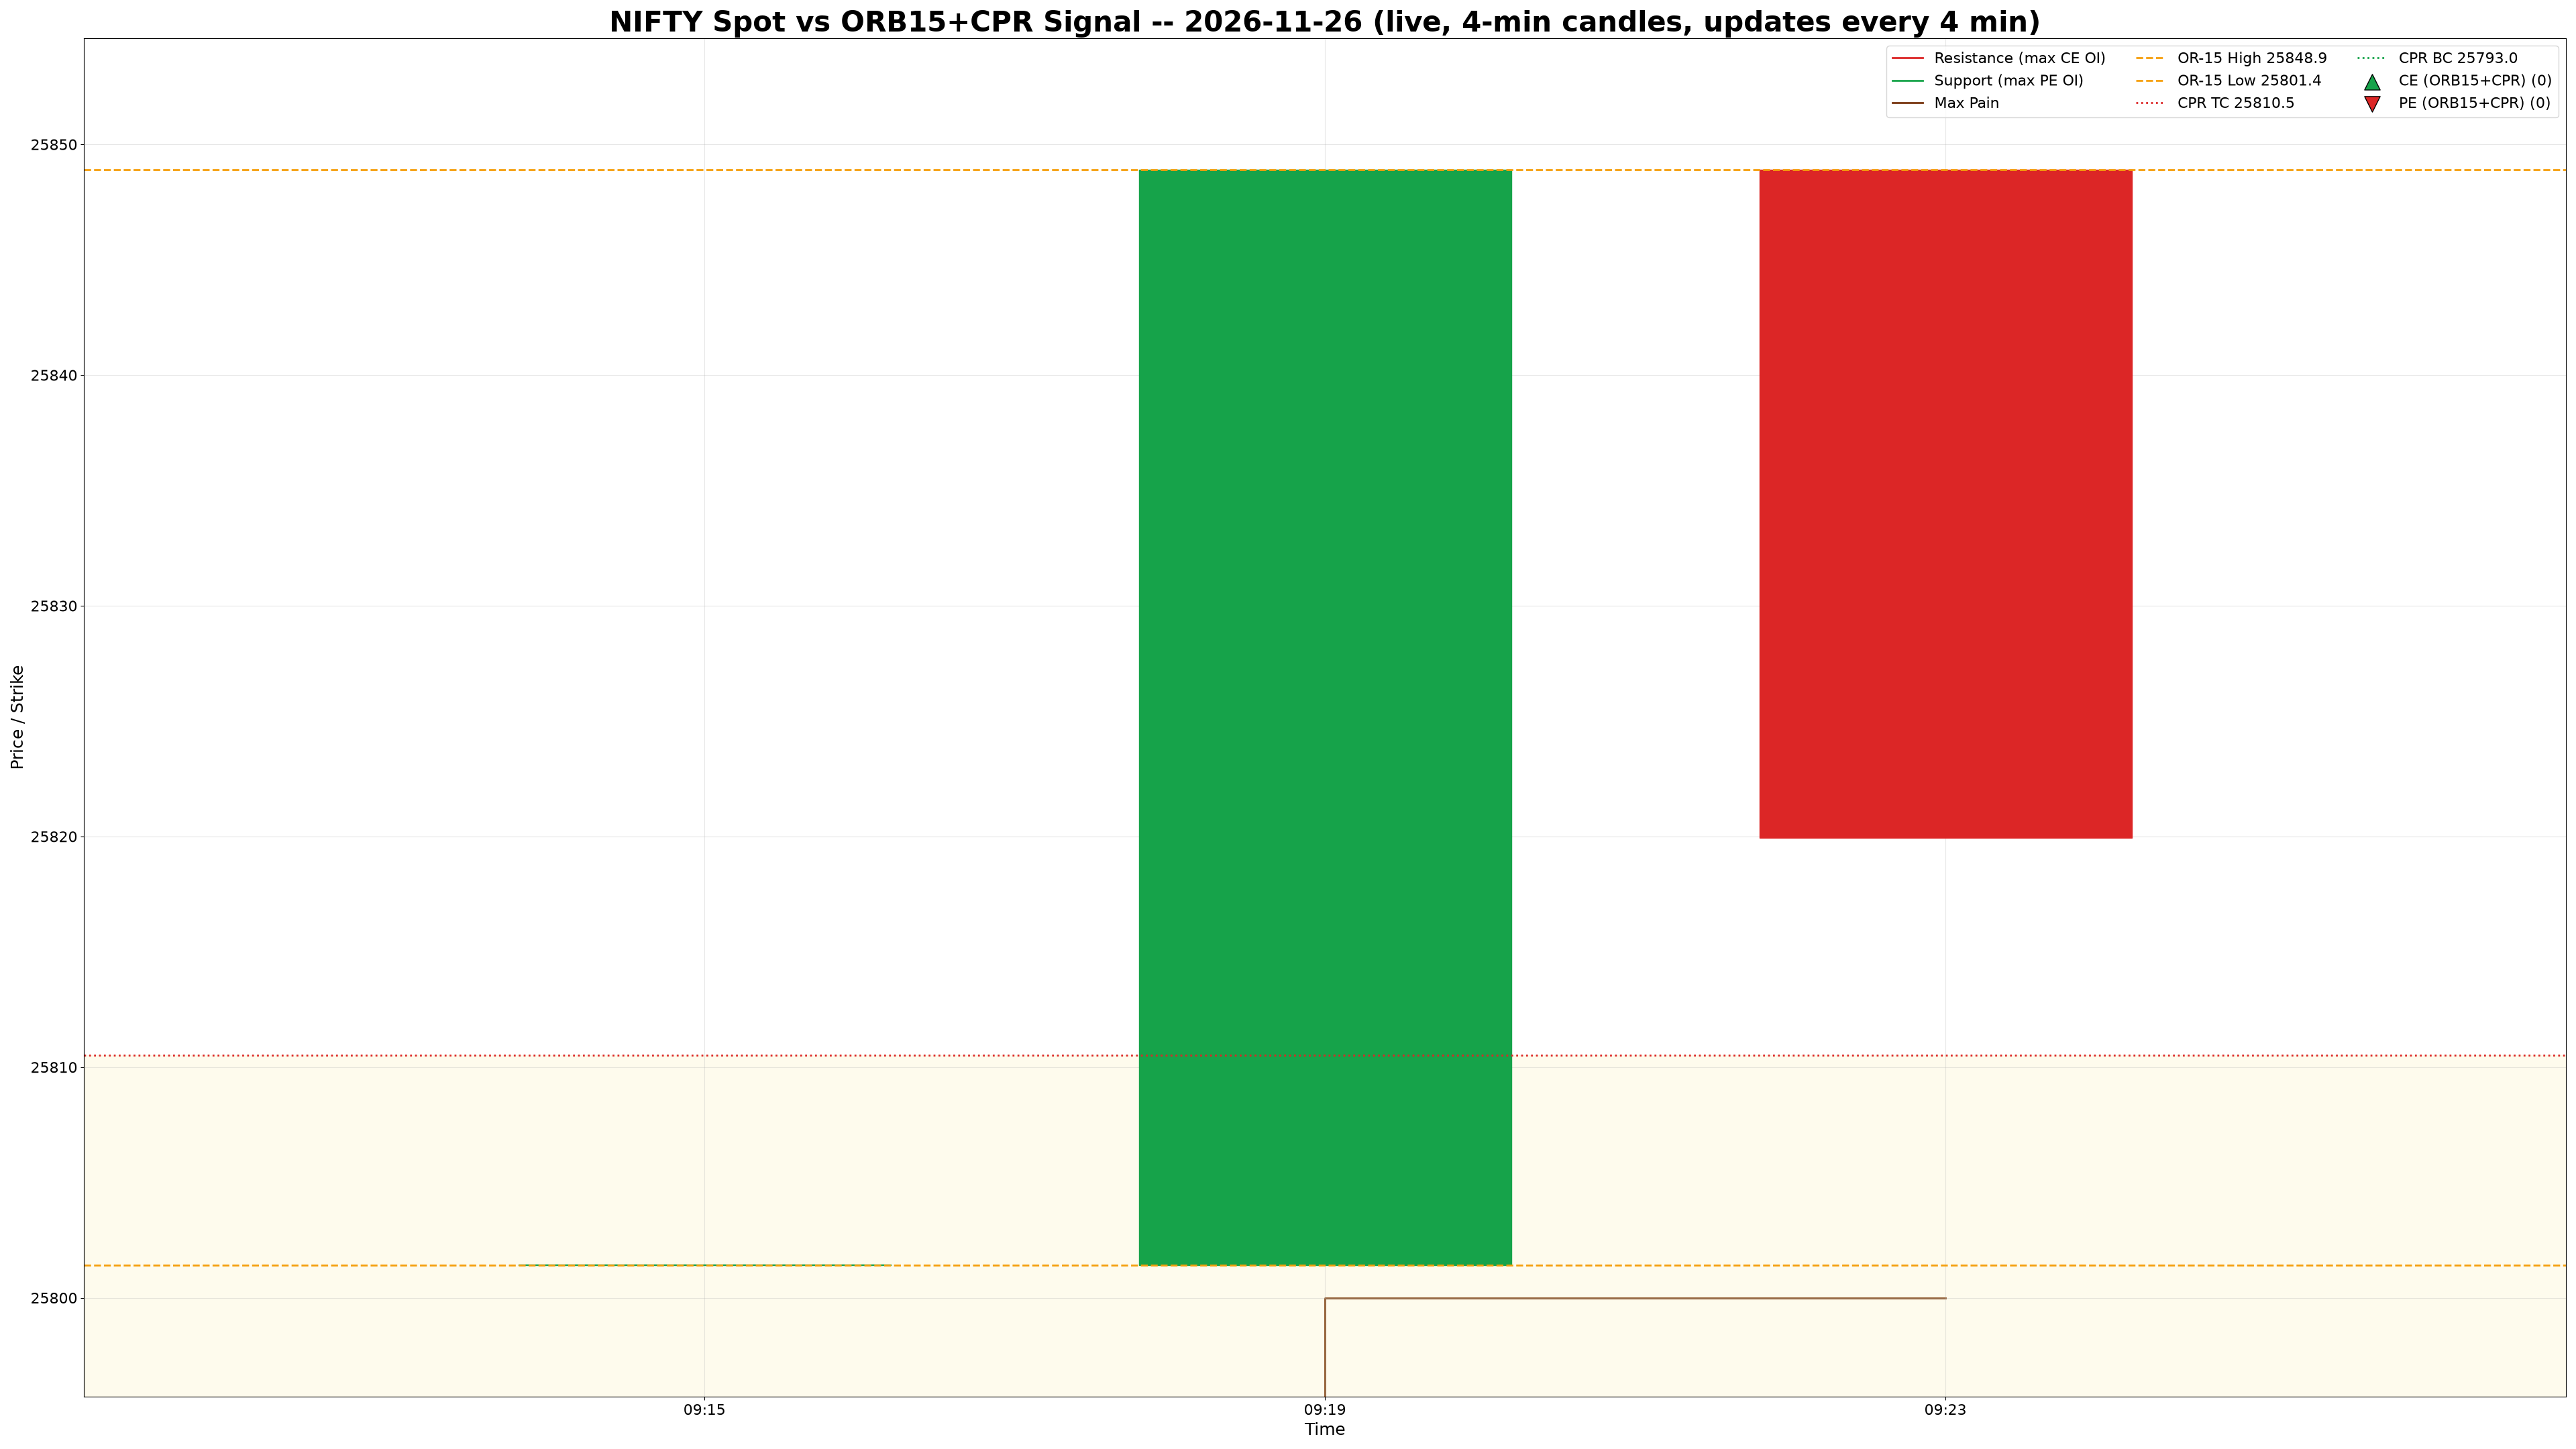 NIFTY Spot vs ORB15+CPR Signal -- 2026-11-26 (live, 4-min candles, updates every 4 min)
Resistance (max CE OI)
Support (max PE OI)
Max Pain
OR-15 High 25848.9
OR-15 Low 25801.4
CPR TC 25810.5
CPR BC 25793.0
CE (ORB15+CPR) (0)
PE (ORB15+CPR) (0)
Price / Strike
25850
25840
25830
25820
25810
25800
09:15
09:19
09:23
Time